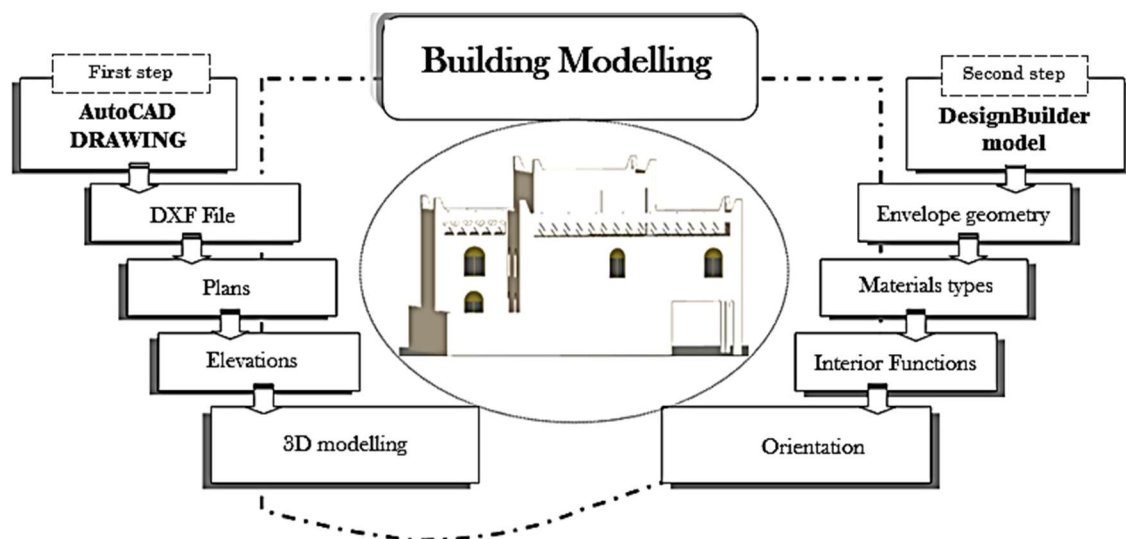 Building Modelling
First step
AutoCAD
DRAWING
DXF File
Plans
Elevations
3D modelling
Second step
DesignBuilder
model
Envelope geometry
Materials types
Interior Functions
Orientation